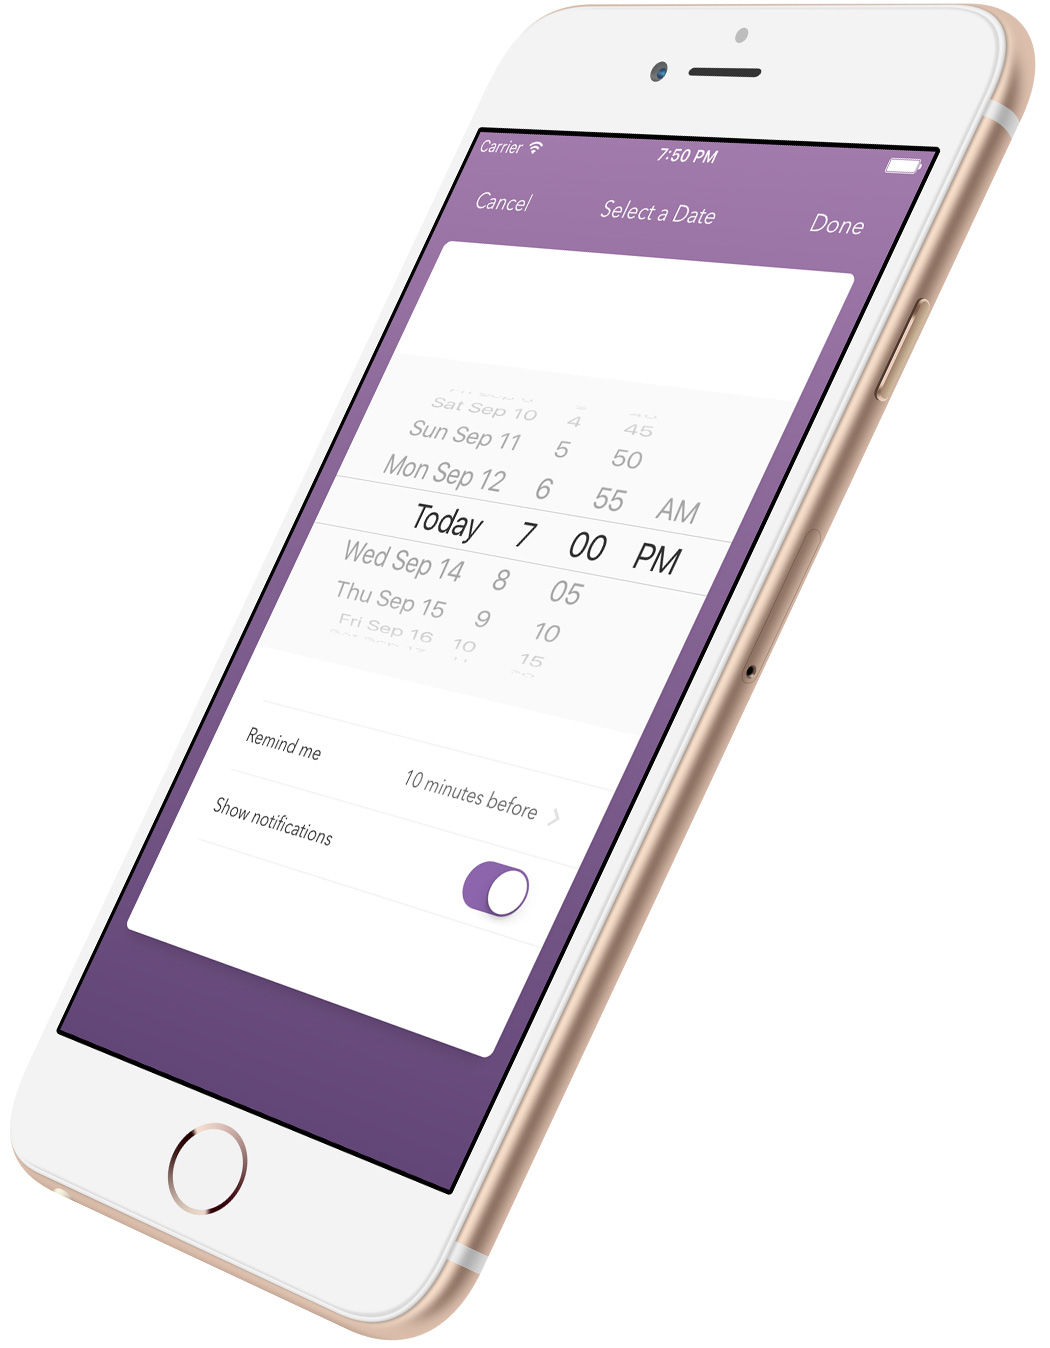 Carrier 7:50 PM
Cancel Select a Date Done
Sat Sep 10 4 45
Sun Sep 11 5 50
Mon Sep 12 6 55 AM
Today 7 00 PM
Wed Sep 14 8 05
Thu Sep 15 9 10
Fri Sep 16 10 15
Remind me 10 minutes before
Show notifications